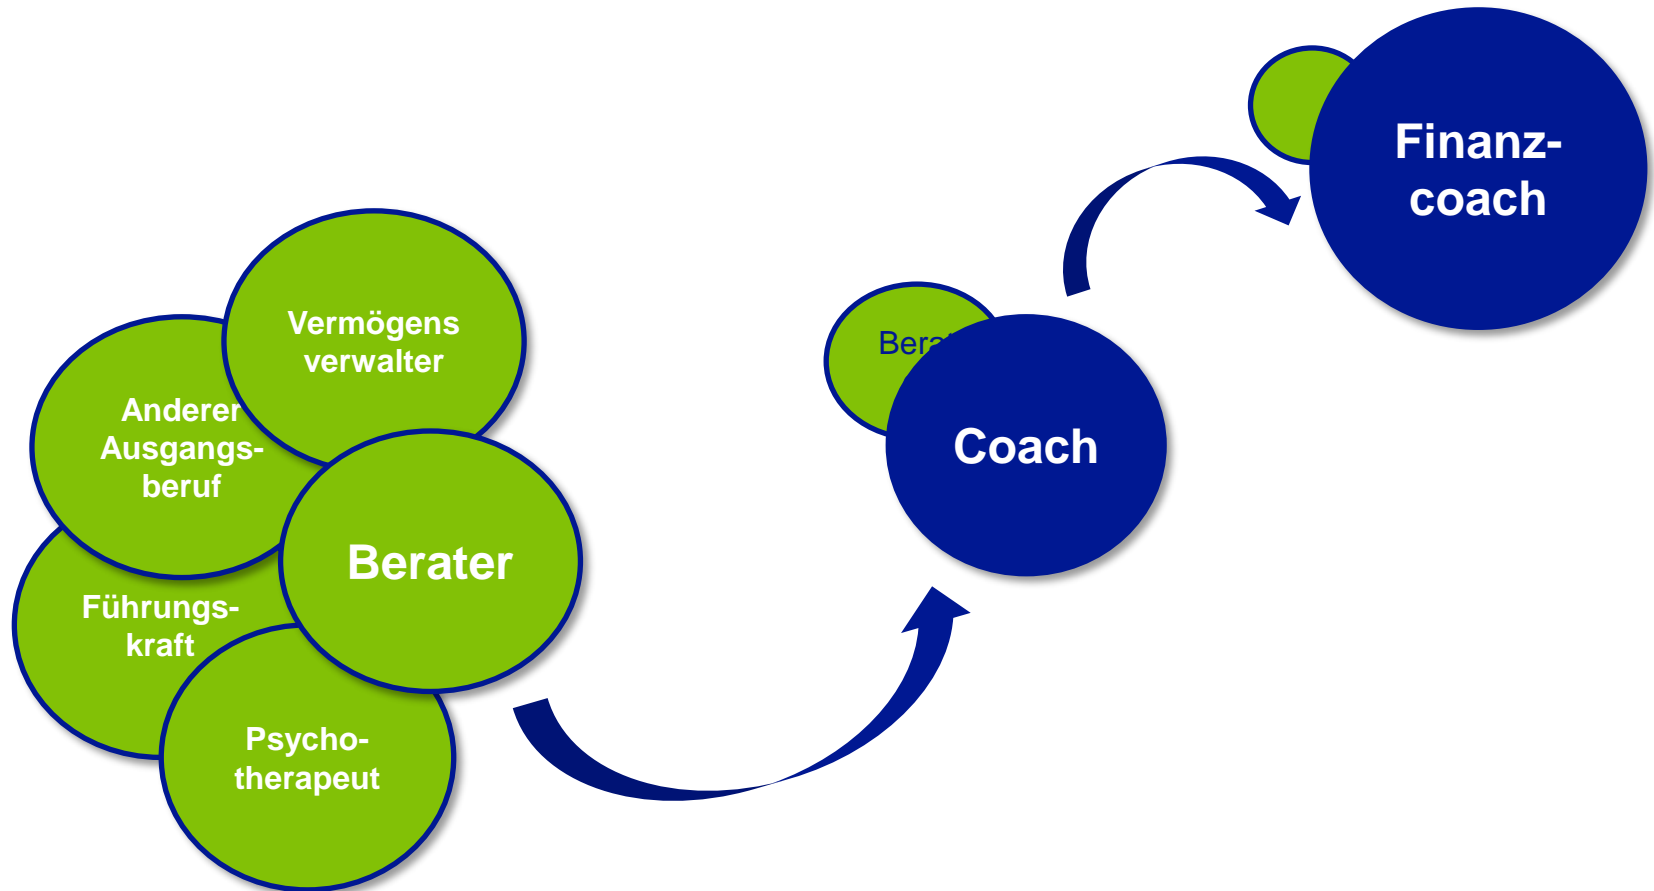 Finanz-
coach
Vermögens
verwalter
Anderer
Ausgangs-
beruf
Coach
Berater
Führungs-
kraft
Psycho-
therapeut